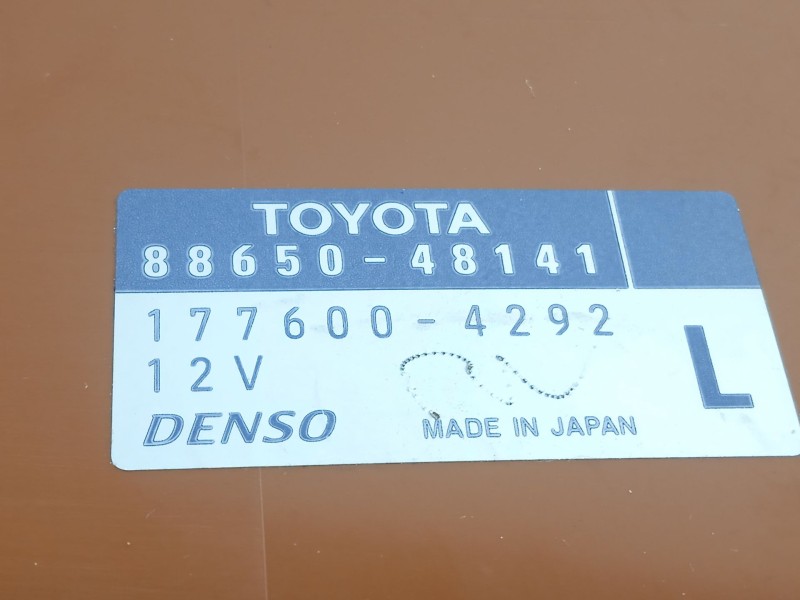 TOYOTA
88650-48141
177600-4292
12V
L
DENSO
MADE IN JAPAN